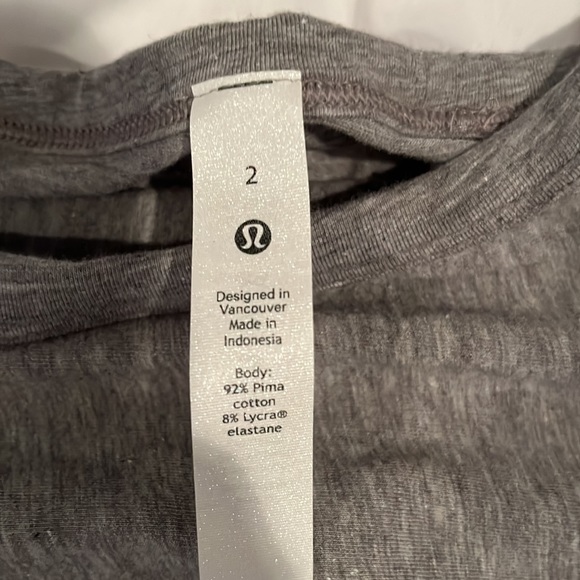 2
Designed in
Vancouver
Made in
Indonesia
Body:
92% Pima
cotton
8% Lycra®
elastane